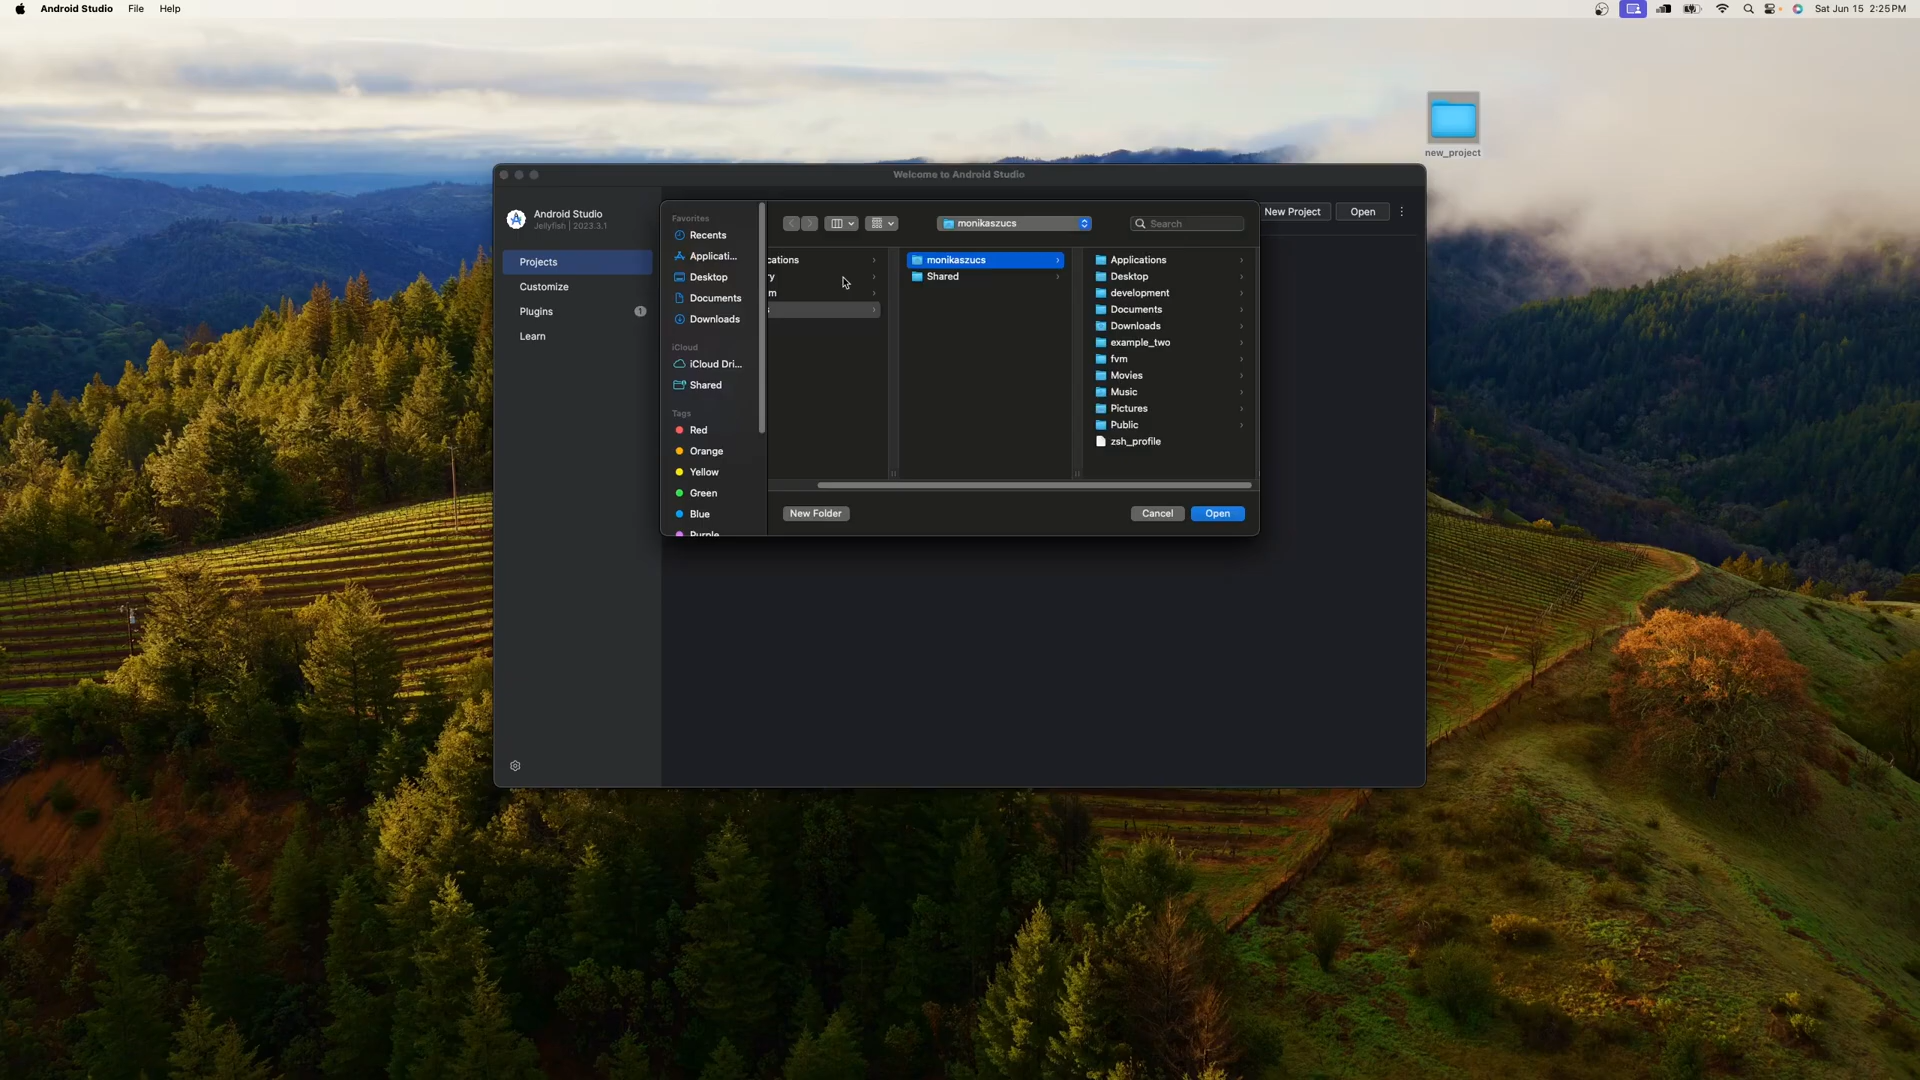 Android Studio File Help
Sat Jun 15 2:25 PM
new_project
Welcome to Android Studio
Android Studio
Jellyfish | 2023.3.1
New Project
Open
Projects
Customize
Plugins
1
Learn
Favorites
Recents
Applicati...
Desktop
Documents
Downloads
iCloud
iCloud Dri...
Shared
Tags
Red
Orange
Yellow
Green
Blue
Purple
monikaszucs
Search
cations
ry
m
monikaszucs
Shared
Applications
Desktop
development
Documents
Downloads
example_two
fvm
Movies
Music
Pictures
Public
zsh_profile
New Folder
Cancel
Open